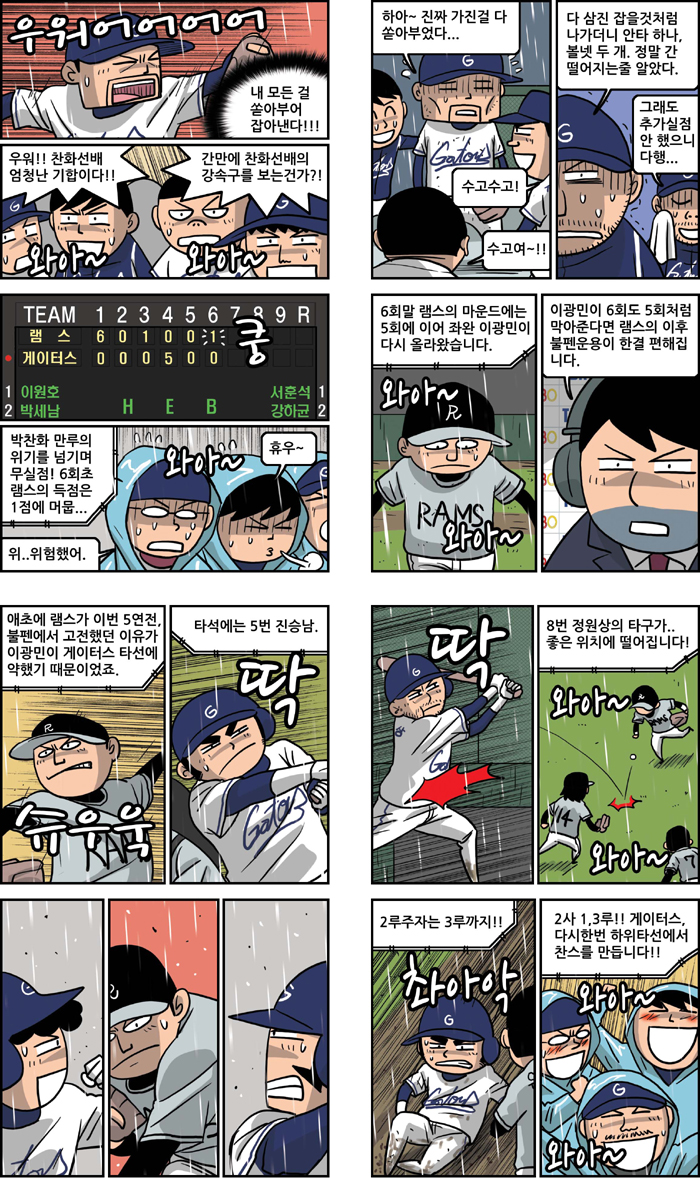 우워어어어어
내 모든 걸
쏟아부어
잡아낸다!!!
우워!! 찬화선배
엄청난 기합이다!!
간만에 찬화선배의
강속구를 보는건가?!
와아~
와아~
하아~ 진짜 가진걸 다
쏟아부었다...
G
Gators
수고수고!
수고여~!!
다 삼진 잡을것처럼
나가더니 안타 하나,
볼넷 두 개. 정말 간
떨어지는줄 알았다.
그래도
추가실점
안 했으니
다행...
G
TEAM 1 2 3 4 5 6 7 8 9 R
램스 6 0 1 0 0 1
게이터스 0 0 0 5 0 0
쿵
1 이원호 서훈석 1
2 박세남 H E B 강하균 2
박찬화 만루의
위기를 넘기며
무실점! 6회초
램스의 득점은
1점에 머뭅...
와아~
휴우~
위..위험했어.
6회말 램스의 마운드에는
5회에 이어 좌완 이광민이
다시 올라왔습니다.
와아~
R
RAMS
와아~
이광민이 6회도 5회처럼
막아준다면 램스의 이후
불펜운용이 한결 편해집
니다.
애초에 램스가 이번 5연전,
불펜에서 고전했던 이유가
이광민이 게이터스 타선에
약했기 때문이었죠.
R
슈우우욱
RAMS
타석에는 5번 진승남.
딱
G
Gators
딱
G
8번 정원상의 타구가..
좋은 위치에 떨어집니다!
와아~
RAMS
14
7
와아~
G
R
G
2루주자는 3루까지!!
촤아악
G
Gators
2사 1,3루!! 게이터스,
다시한번 하위타선에서
찬스를 만듭니다!!
와아~
G
와아~